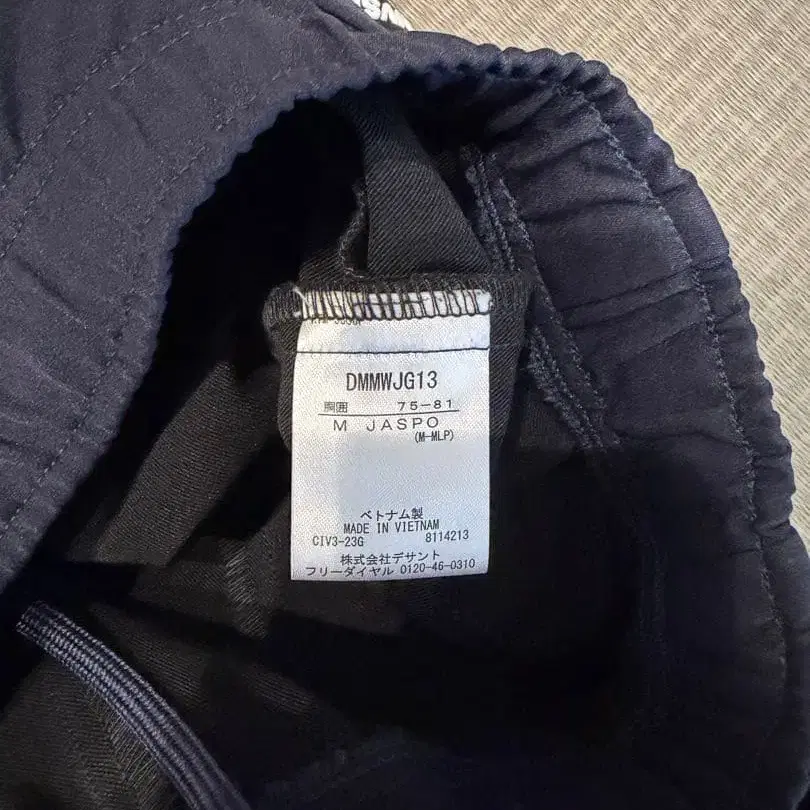 DMMWJG13
胸囲 75-81
M JASPO
(M-MLP)
ベトナム製
MADE IN VIETNAM
CIV3-23G 8114213
株式会社デサント
フリーダイヤル 0120-46-0310